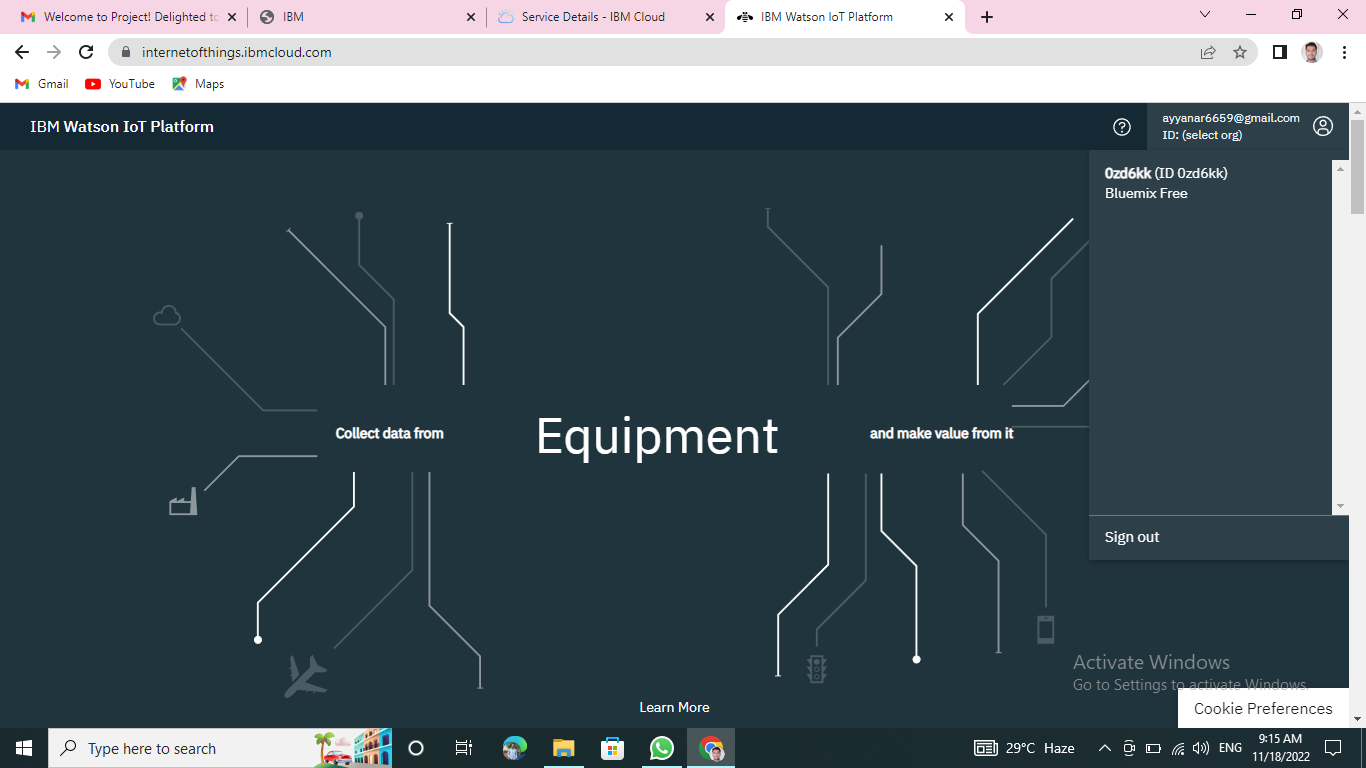 Welcome to Project! Delighted to
IBM
Service Details - IBM Cloud
IBM Watson IoT Platform
internetofthings.ibmcloud.com
Gmail
YouTube
Maps
IBM Watson IoT Platform
ayyanar6659@gmail.com
ID: (select org)
0zd6kk (ID 0zd6kk)
Bluemix Free
Collect data from
Equipment
and make value from it
Sign out
Activate Windows
Go to Settings to activate Windows.
Learn More
Cookie Preferences
Type here to search
29°C Haze
ENG
9:15 AM
11/18/2022